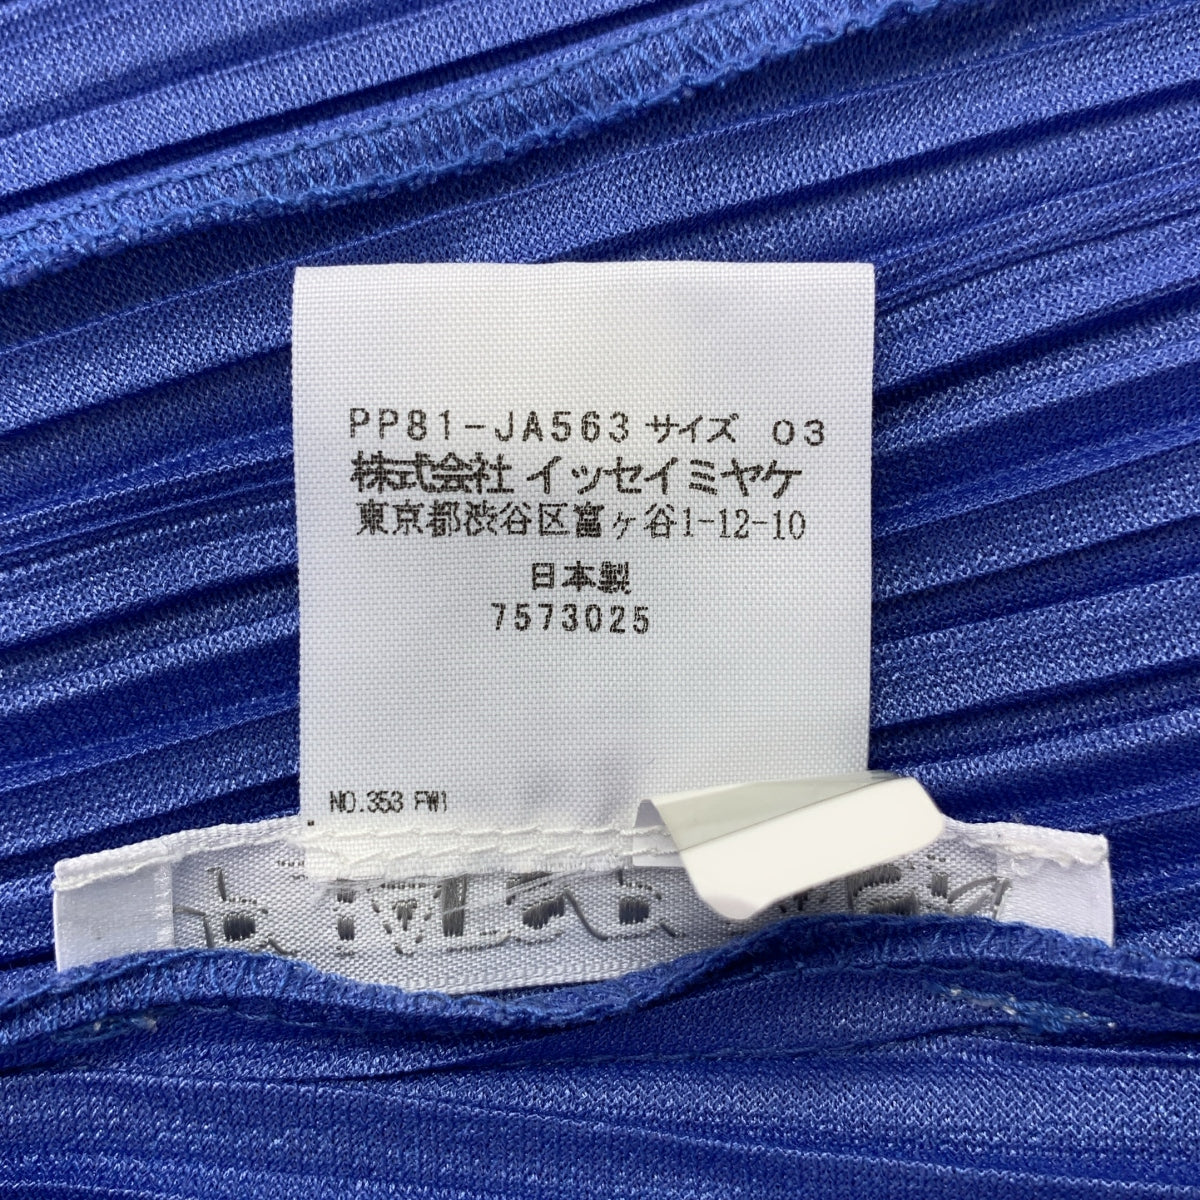 PP81-JA563 サイズ 03
株式会社 イッセイミヤケ
東京都渋谷区富ヶ谷1-12-10
日本製
7573025
NO.353 FW1